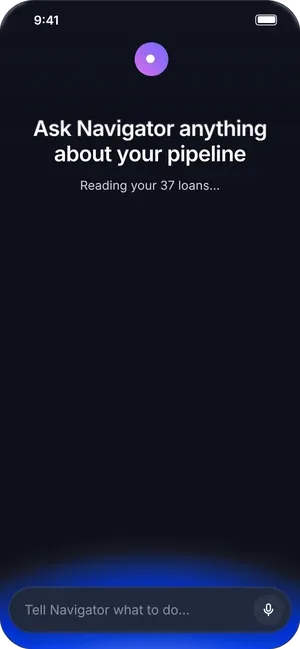 9:41
Ask Navigator anything
about your pipeline
Reading your 37 loans...
Tell Navigator what to do...